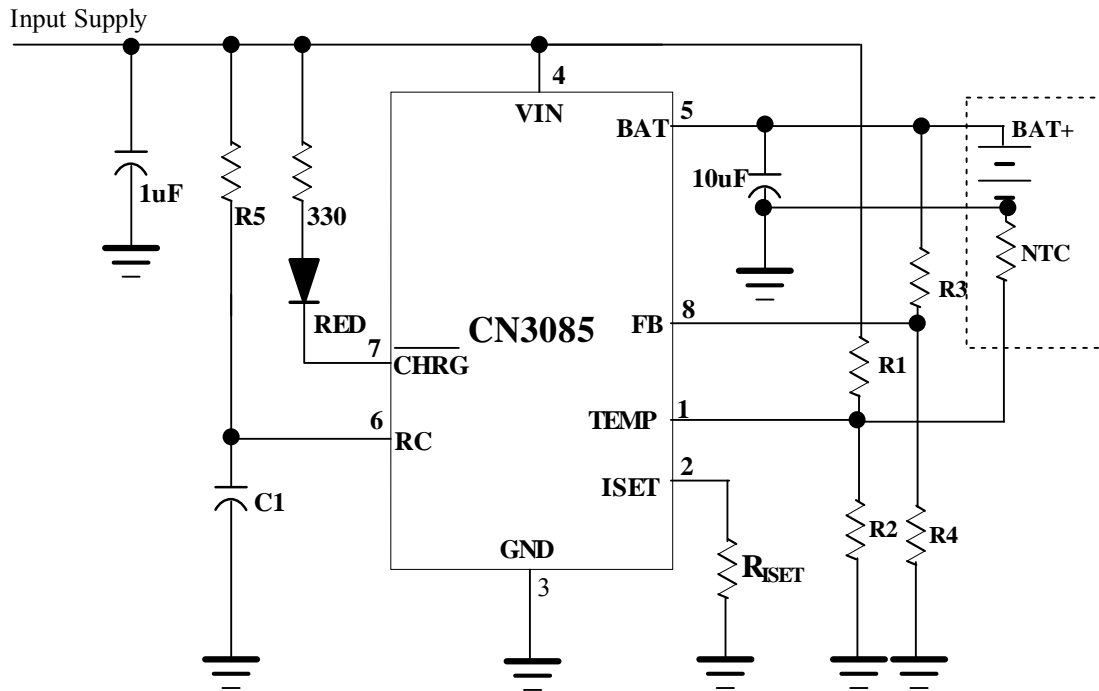 Input Supply
4
VIN
5
BAT
BAT+
1uF
R5
330
10uF
NTC
R3
RED
CN3085
8
FB
7
CHRG
R1
6
RC
1
TEMP
2
ISET
C1
R2
R4
GND
3
RISET